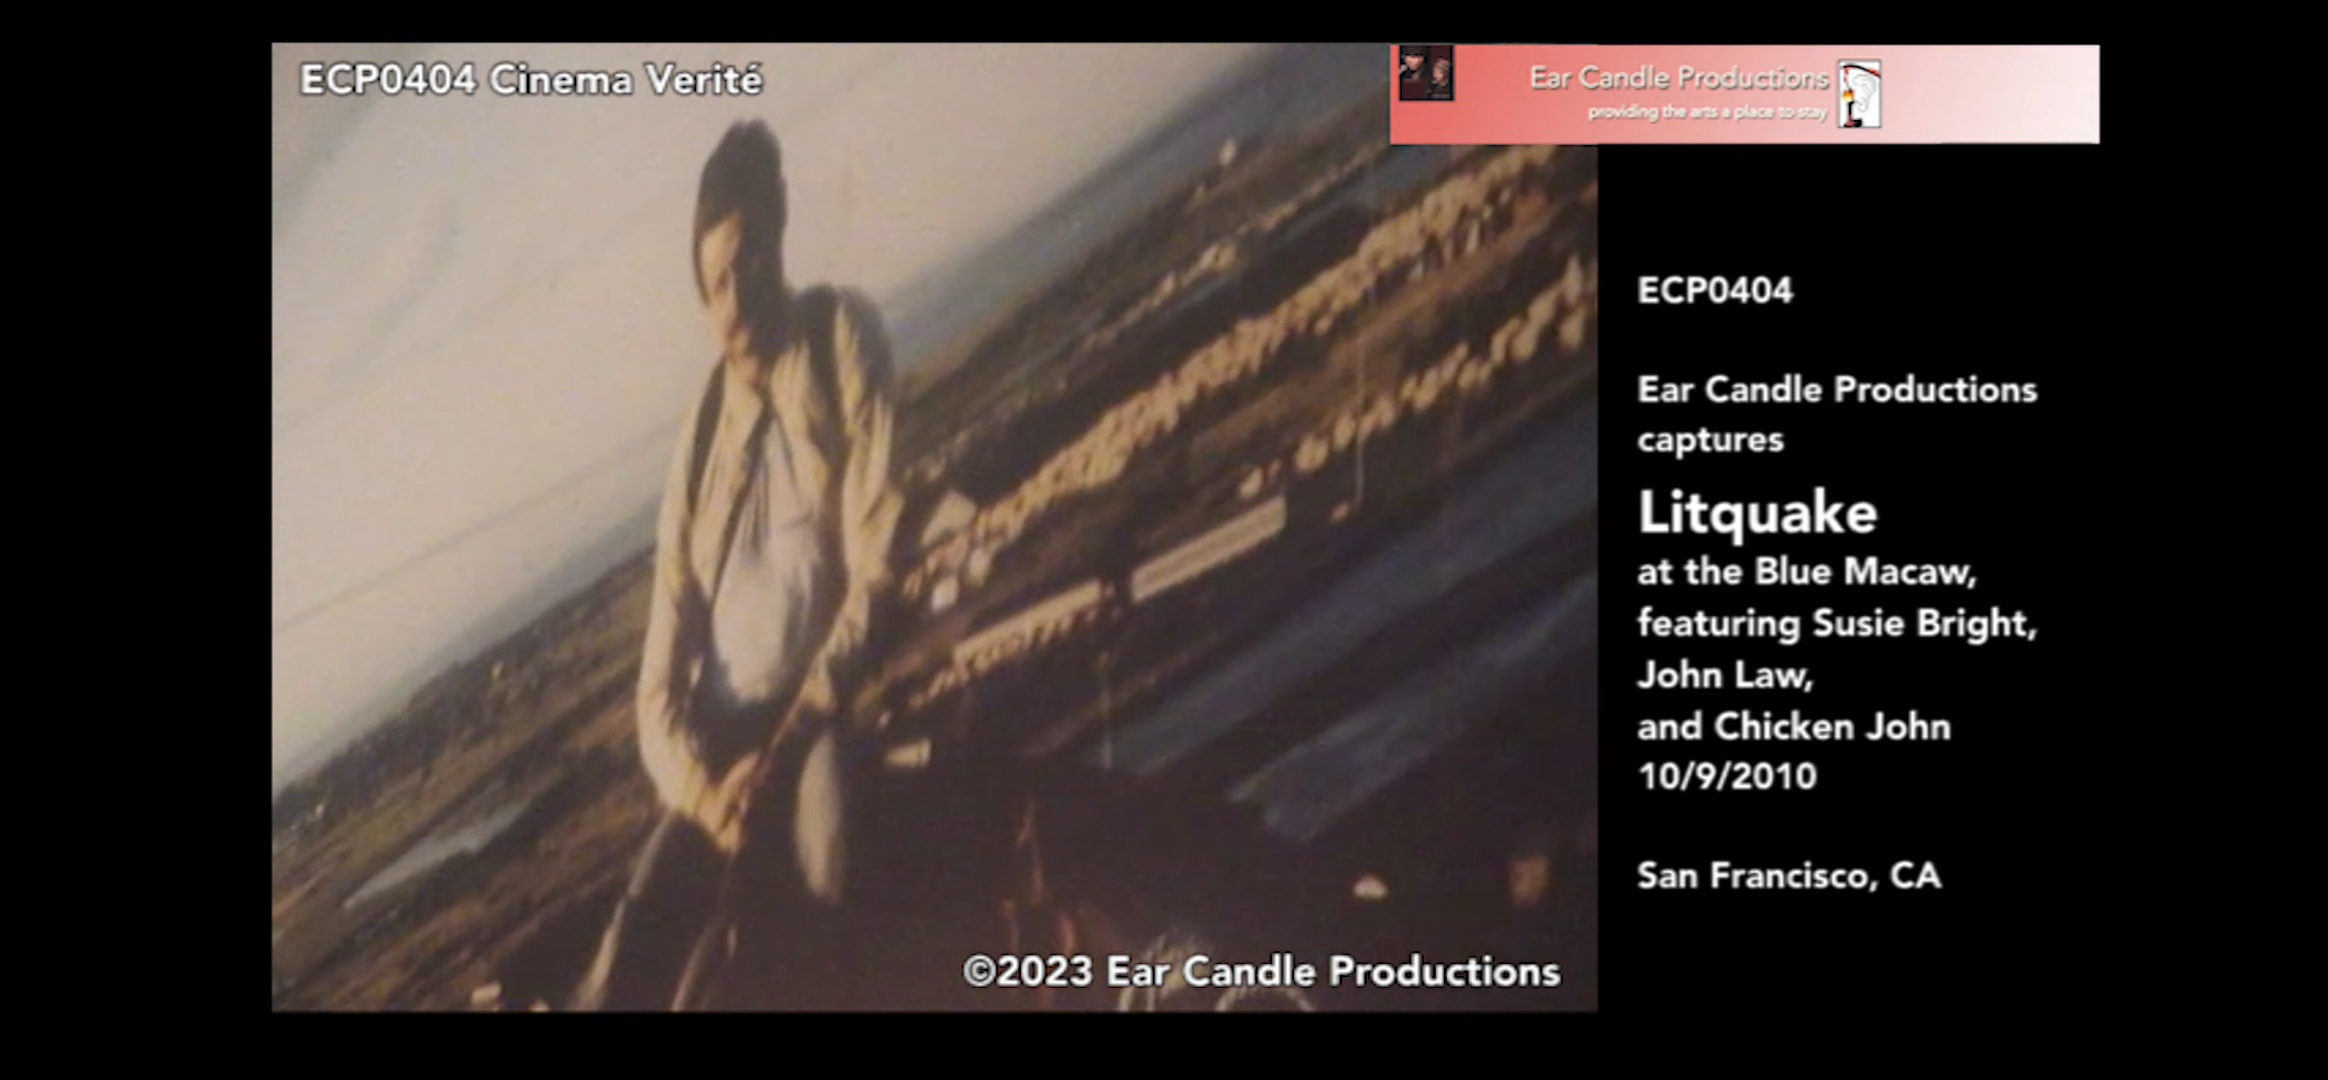 ECP0404 Cinema Verité
Ear Candle Productions
providing the arts a place to stay
ECP0404
Ear Candle Productions
captures
Litquake
at the Blue Macaw,
featuring Susie Bright,
John Law,
and Chicken John
10/9/2010
San Francisco, CA
©2023 Ear Candle Productions